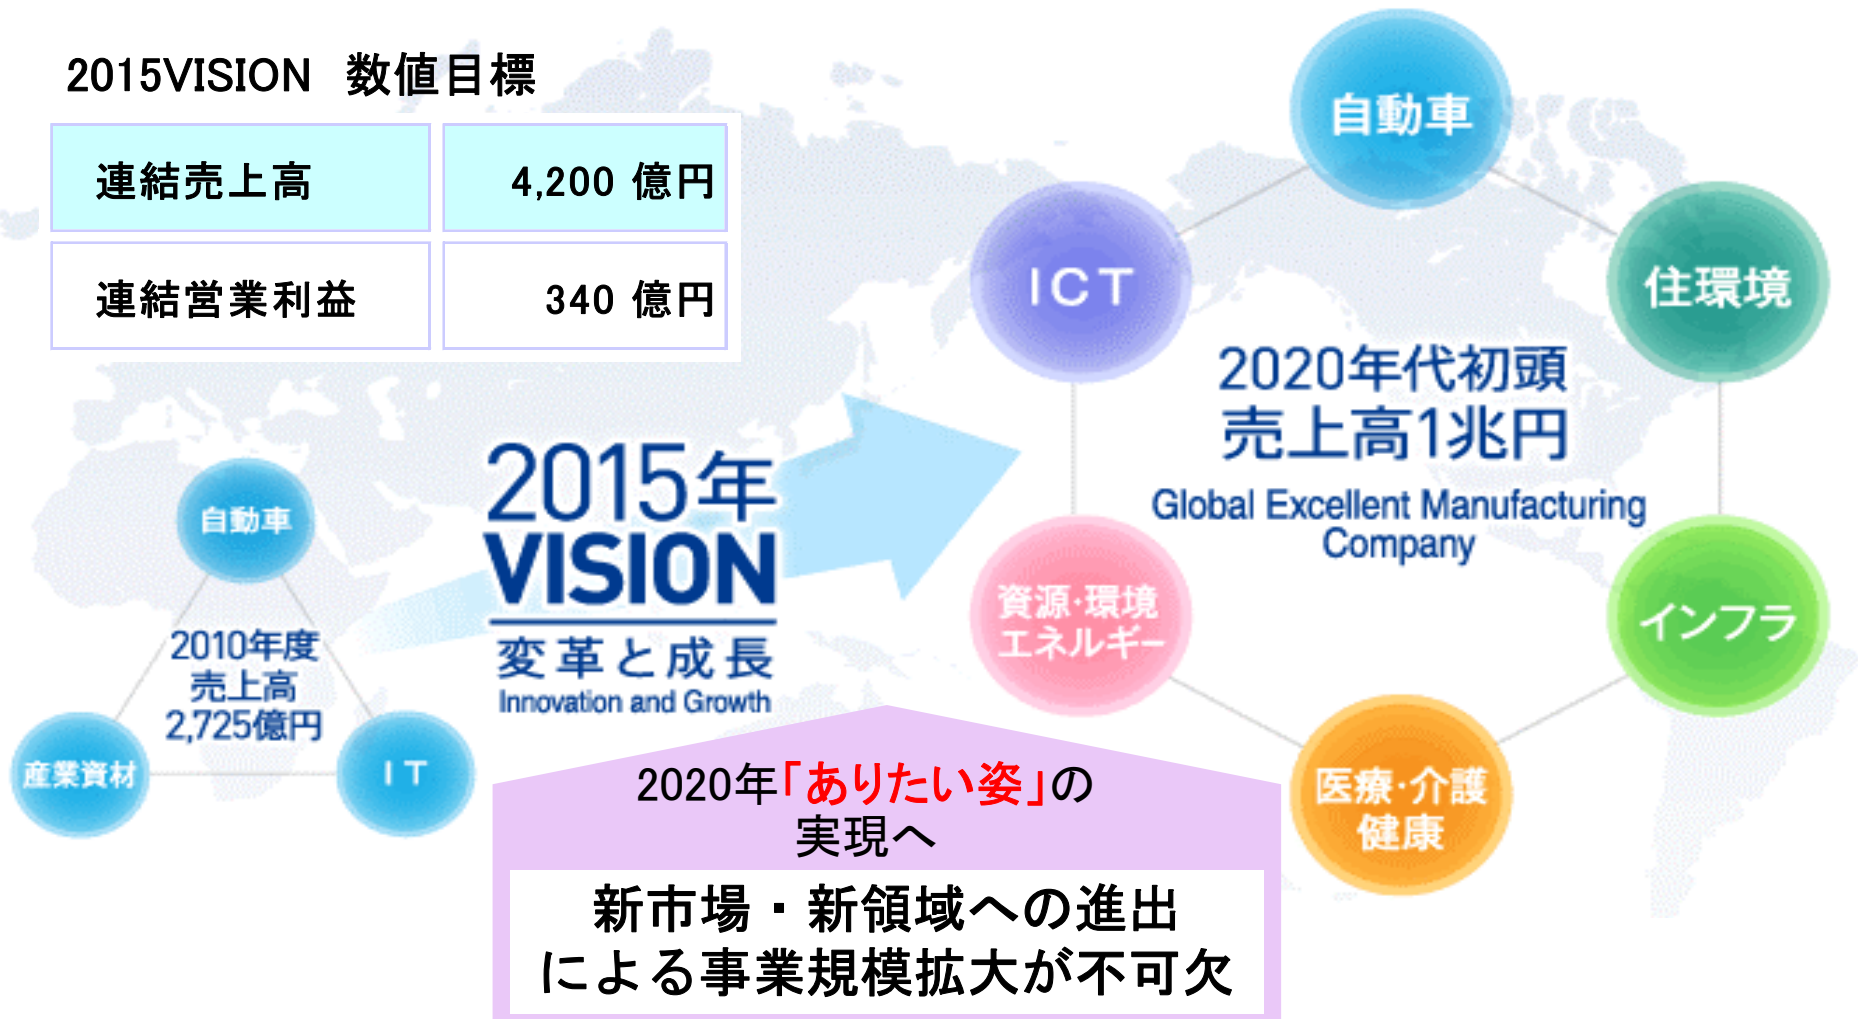 2015VISION　数値目標
連結売上高　4,200 億円
連結営業利益　340 億円
自動車
産業資材
IT
2010年度
売上高
2,725億円
2015年
VISION
変革と成長
Innovation and Growth
自動車
ICT
住環境
2020年代初頭
売上高1兆円
Global Excellent Manufacturing
Company
資源・環境
エネルギー
インフラ
医療・介護
健康
2020年「ありたい姿」の
実現へ
新市場・新領域への進出
による事業規模拡大が不可欠